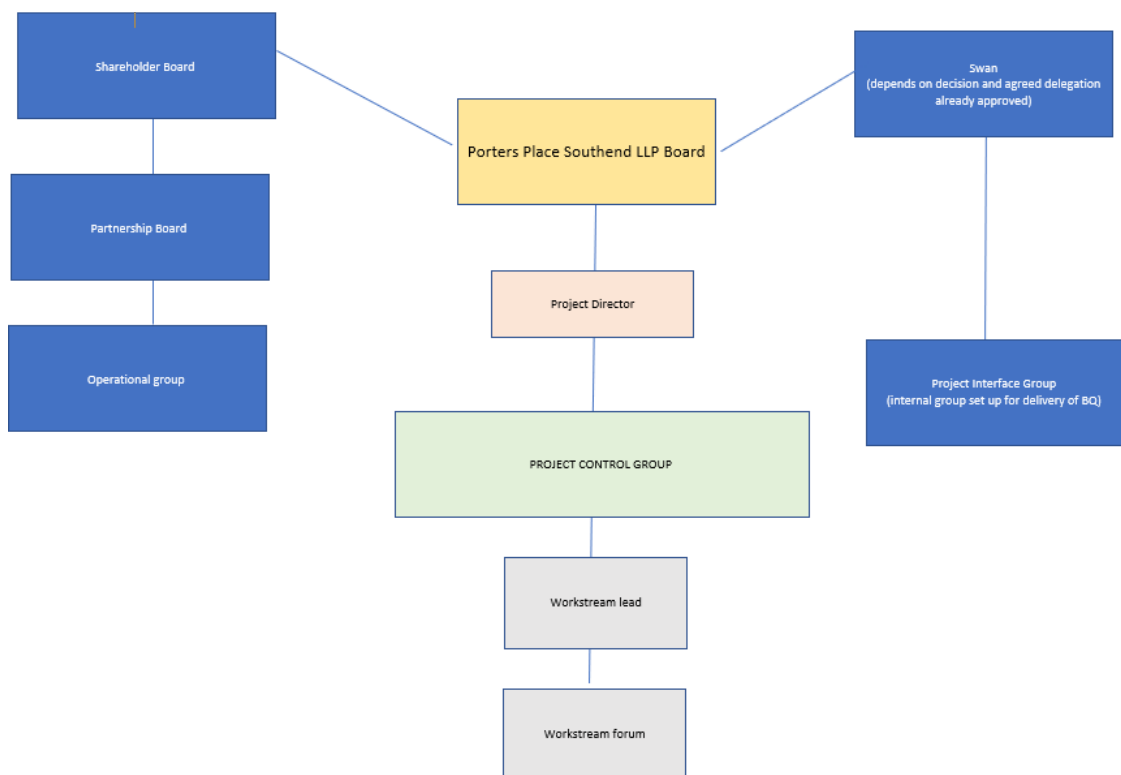 Shareholder Board
Swan
(depends on decision and agreed delegation
already approved)
Porters Place Southend LLP Board
Partnership Board
Project Director
Operational group
Project Interface Group
(internal group set up for delivery of BQ)
PROJECT CONTROL GROUP
Workstream lead
Workstream forum